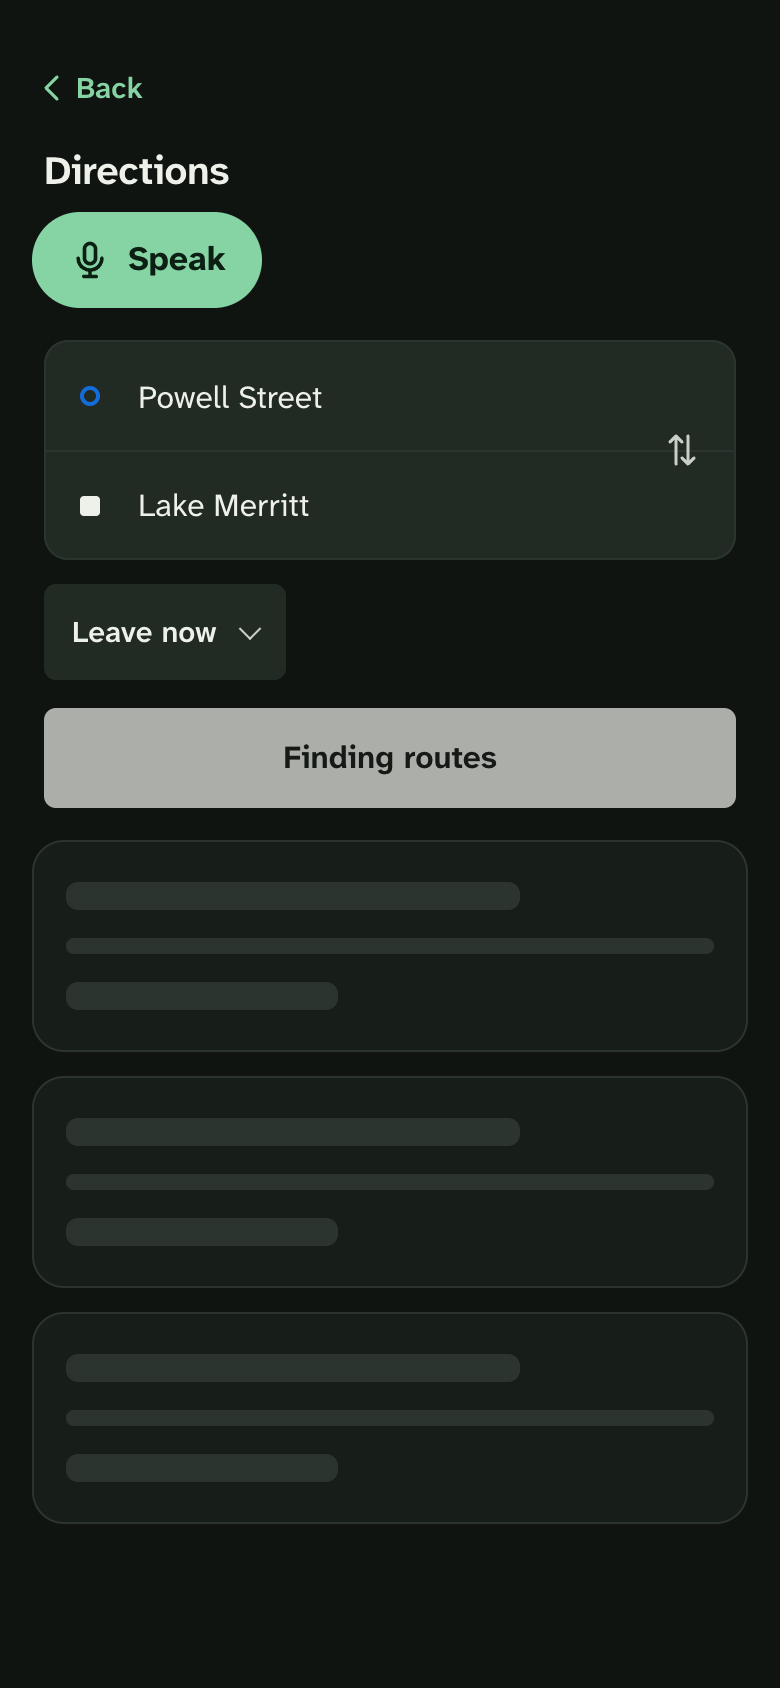 Back
Directions
Speak
Powell Street
Lake Merritt
Leave now
Finding routes